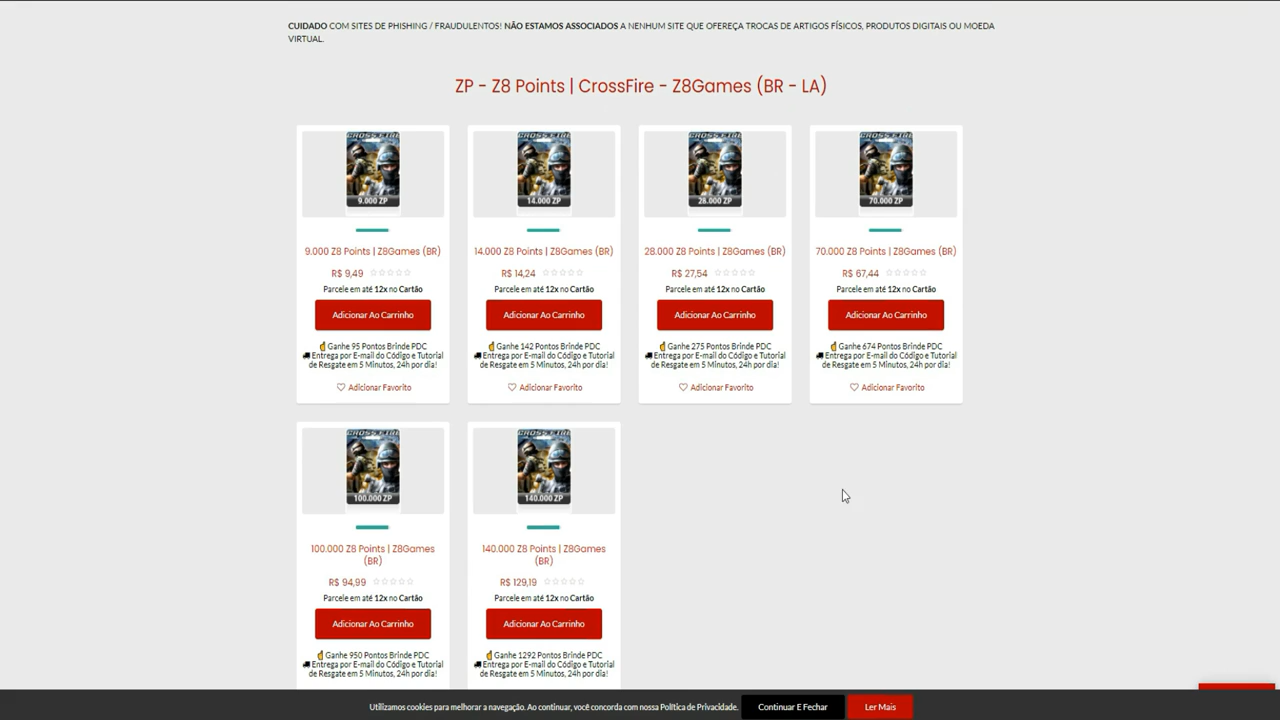 CUIDADO COM SITES DE PHISHING / FRAUDULENTOS! NÃO ESTAMOS ASSOCIADOS A NENHUM SITE QUE OFEREÇA TROCAS DE ARTIGOS FÍSICOS, PRODUTOS DIGITAIS OU MOEDA
VIRTUAL.
ZP - Z8 Points | CrossFire - Z8Games (BR - LA)
9.000 ZP
9.000 Z8 Points | Z8Games (BR)
R$ 9,49
Parcele em até 12x no Cartão
Adicionar Ao Carrinho
Ganhe 95 Pontos Brinde PDC
Entrega por E-mail do Código e Tutorial
de Resgate em 5 Minutos, 24h por dia!
Adicionar Favorito
14.000 ZP
14.000 Z8 Points | Z8Games (BR)
R$ 14,24
Parcele em até 12x no Cartão
Adicionar Ao Carrinho
Ganhe 142 Pontos Brinde PDC
Entrega por E-mail do Código e Tutorial
de Resgate em 5 Minutos, 24h por dia!
Adicionar Favorito
28.000 ZP
28.000 Z8 Points | Z8Games (BR)
R$ 27,54
Parcele em até 12x no Cartão
Adicionar Ao Carrinho
Ganhe 275 Pontos Brinde PDC
Entrega por E-mail do Código e Tutorial
de Resgate em 5 Minutos, 24h por dia!
Adicionar Favorito
70.000 ZP
70.000 Z8 Points | Z8Games (BR)
R$ 67,44
Parcele em até 12x no Cartão
Adicionar Ao Carrinho
Ganhe 674 Pontos Brinde PDC
Entrega por E-mail do Código e Tutorial
de Resgate em 5 Minutos, 24h por dia!
Adicionar Favorito
100.000 ZP
100.000 Z8 Points | Z8Games
(BR)
R$ 94,99
Parcele em até 12x no Cartão
Adicionar Ao Carrinho
Ganhe 950 Pontos Brinde PDC
Entrega por E-mail do Código e Tutorial
de Resgate em 5 Minutos, 24h por dia!
140.000 ZP
140.000 Z8 Points | Z8Games
(BR)
R$ 129,19
Parcele em até 12x no Cartão
Adicionar Ao Carrinho
Ganhe 1292 Pontos Brinde PDC
Entrega por E-mail do Código e Tutorial
de Resgate em 5 Minutos, 24h por dia!
Utilizamos cookies para melhorar a navegação. Ao continuar, você concorda com nossa Política de Privacidade.
Continuar E Fechar
Ler Mais